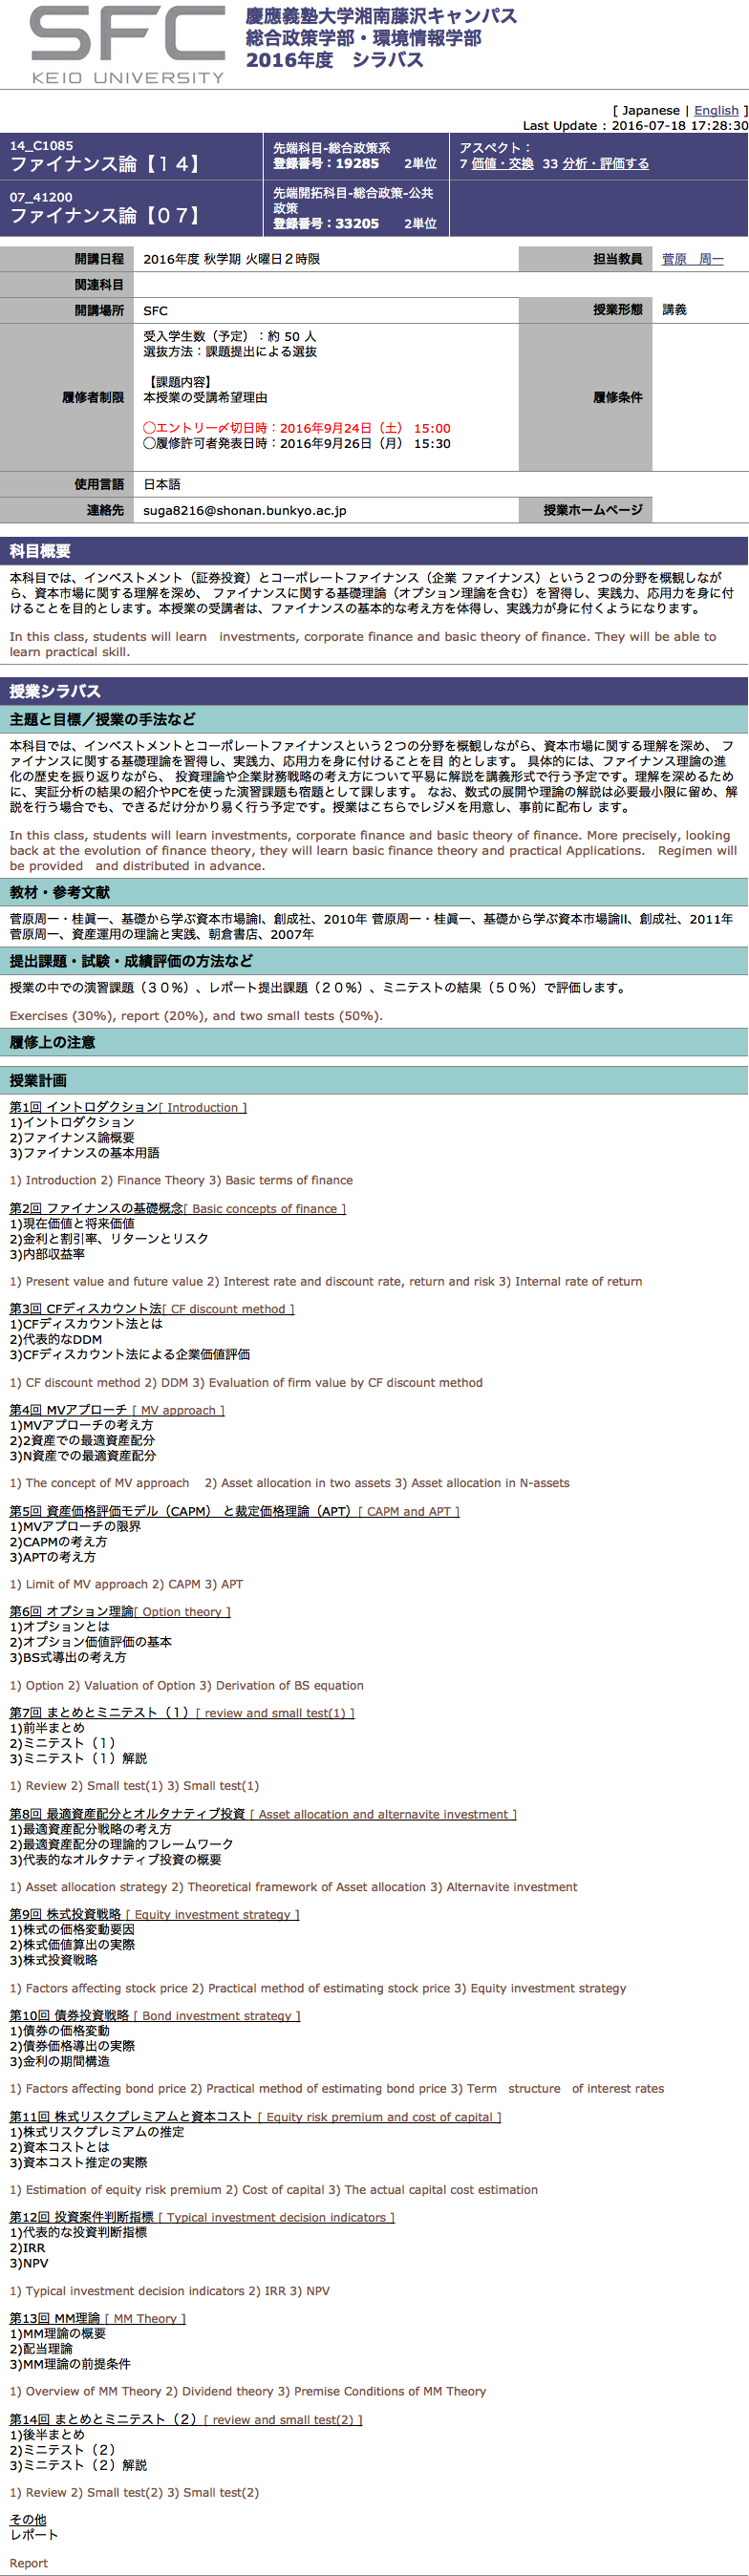 SFC
KEIO UNIVERSITY
慶應義塾大学湘南藤沢キャンパス
総合政策学部・環境情報学部
2016年度　シラバス
[ Japanese | English ]
Last Update : 2016-07-18 17:28:30
14_C1085
ファイナンス論【１４】
先端科目-総合政策系
登録番号：19285　　2単位
アスペクト：
7 価値・交換 33 分析・評価する
07_41200
ファイナンス論【０７】
先端開拓科目-総合政策-公共
政策
登録番号：33205　　2単位
開講日程 2016年度 秋学期 火曜日２時限 担当教員 菅原　周一
関連科目
開講場所 SFC 授業形態 講義
履修者制限
受入学生数（予定）：約 50 人
選抜方法：課題提出による選抜
【課題内容】
本授業の受講希望理由
◯エントリー〆切日時：2016年9月24日（土） 15:00
◯履修許可者発表日時：2016年9月26日（月） 15:30
履修条件
使用言語 日本語
連絡先 suga8216@shonan.bunkyo.ac.jp 授業ホームページ
科目概要
本科目では、インベストメント（証券投資）とコーポレートファイナンス（企業 ファイナンス）という２つの分野を概観しなが
ら、資本市場に関する理解を深め、 ファイナンスに関する基礎理論（オプション理論を含む）を習得し、実践力、応用力を身に付
けることを目的とします。本授業の受講者は、ファイナンスの基本的な考え方を体得し、実践力が身に付くようになります。
In this class, students will learn　investments, corporate finance and basic theory of finance. They will be able to
learn practical skill.
授業シラバス
主題と目標／授業の手法など
本科目では、インベストメントとコーポレートファイナンスという２つの分野を概観しながら、資本市場に関する理解を深め、 フ
ァイナンスに関する基礎理論を習得し、実践力、応用力を身に付けることを目 的とします。 具体的には、ファイナンス理論の進
化の歴史を振り返りながら、 投資理論や企業財務戦略の考え方について平易に解説を講義形式で行う予定です。理解を深めるため
に、実証分析の結果の紹介やPCを使った演習課題も宿題として課します。 なお、数式の展開や理論の解説は必要最小限に留め、解
説を行う場合でも、できるだけ分かり易く行う予定です。授業はこちらでレジメを用意し、事前に配布し ます。
In this class, students will learn investments, corporate finance and basic theory of finance. More precisely, looking
back at the evolution of finance theory, they will learn basic finance theory and practical Applications.　Regimen will
be provided　and distributed in advance.
教材・参考文献
菅原周一・桂眞一、基礎から学ぶ資本市場論I、創成社、2010年 菅原周一・桂眞一、基礎から学ぶ資本市場論II、創成社、2011年
菅原周一、資産運用の理論と実践、朝倉書店、2007年
提出課題・試験・成績評価の方法など
授業の中での演習課題（３０％）、レポート提出課題（２０％）、ミニテストの結果（５０％）で評価します。
Exercises (30%), report (20%), and two small tests (50%).
履修上の注意
授業計画
第1回 イントロダクション[ Introduction ]
1)イントロダクション
2)ファイナンス論概要
3)ファイナンスの基本用語
1) Introduction 2) Finance Theory 3) Basic terms of finance
第2回 ファイナンスの基礎概念[ Basic concepts of finance ]
1)現在価値と将来価値
2)金利と割引率、リターンとリスク
3)内部収益率
1) Present value and future value 2) Interest rate and discount rate, return and risk 3) Internal rate of return
第3回 CFディスカウント法[ CF discount method ]
1)CFディスカウント法とは
2)代表的なDDM
3)CFディスカウント法による企業価値評価
1) CF discount method 2) DDM 3) Evaluation of firm value by CF discount method
第4回 MVアプローチ [ MV approach ]
1)MVアプローチの考え方
2)2資産での最適資産配分
3)N資産での最適資産配分
1) The concept of MV approach　 2) Asset allocation in two assets 3) Asset allocation in N-assets
第5回 資産価格評価モデル（CAPM） と裁定価格理論（APT）[ CAPM and APT ]
1)MVアプローチの限界
2)CAPMの考え方
3)APTの考え方
1) Limit of MV approach 2) CAPM 3) APT
第6回 オプション理論[ Option theory ]
1)オプションとは
2)オプション価値評価の基本
3)BS式導出の考え方
1) Option 2) Valuation of Option 3) Derivation of BS equation
第7回 まとめとミニテスト（１）[ review and small test(1) ]
1)前半まとめ
2)ミニテスト（１）
3)ミニテスト（１）解説
1) Review 2) Small test(1) 3) Small test(1)
第8回 最適資産配分とオルタナティブ投資 [ Asset allocation and alternavite investment ]
1)最適資産配分戦略の考え方
2)最適資産配分の理論的フレームワーク
3)代表的なオルタナティブ投資の概要
1) Asset allocation strategy 2) Theoretical framework of Asset allocation 3) Alternavite investment
第9回 株式投資戦略 [ Equity investment strategy ]
1)株式の価格変動要因
2)株式価値算出の実際
3)株式投資戦略
1) Factors affecting stock price 2) Practical method of estimating stock price 3) Equity investment strategy
第10回 債券投資戦略 [ Bond investment strategy ]
1)債券の価格変動
2)債券価格導出の実際
3)金利の期間構造
1) Factors affecting bond price 2) Practical method of estimating bond price 3) Term　structure　of interest rates
第11回 株式リスクプレミアムと資本コスト [ Equity risk premium and cost of capital ]
1)株式リスクプレミアムの推定
2)資本コストとは
3)資本コスト推定の実際
1) Estimation of equity risk premium 2) Cost of capital 3) The actual capital cost estimation
第12回 投資案件判断指標 [ Typical investment decision indicators ]
1)代表的な投資判断指標
2)IRR
3)NPV
1) Typical investment decision indicators 2) IRR 3) NPV
第13回 MM理論 [ MM Theory ]
1)MM理論の概要
2)配当理論
3)MM理論の前提条件
1) Overview of MM Theory 2) Dividend theory 3) Premise Conditions of MM Theory
第14回 まとめとミニテスト（２）[ review and small test(2) ]
1)後半まとめ
2)ミニテスト（２）
3)ミニテスト（２）解説
1) Review 2) Small test(2) 3) Small test(2)
その他
レポート
Report